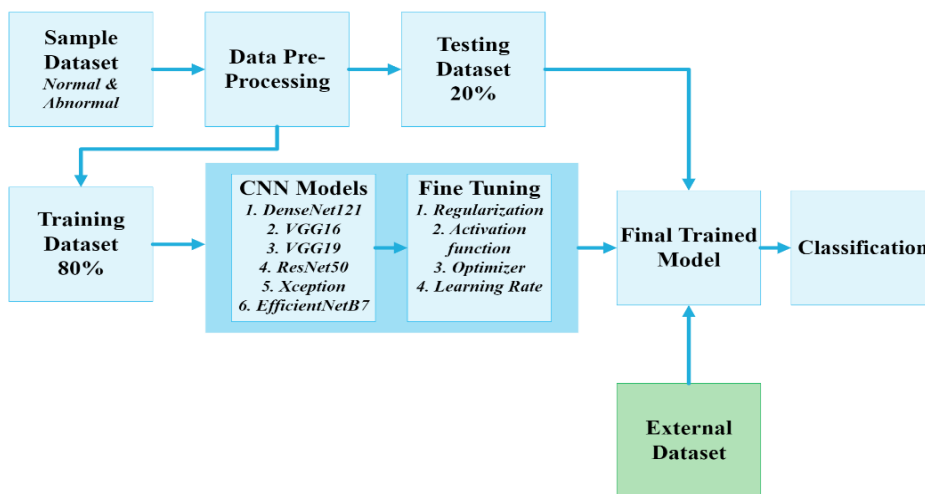 Sample
Dataset
Normal &
Abnormal
Data Pre-
Processing
Testing
Dataset
20%
Training
Dataset
80%
CNN Models
1. DenseNet121
2. VGG16
3. VGG19
4. ResNet50
5. Xception
6. EfficientNetB7
Fine Tuning
1. Regularization
2. Activation
function
3. Optimizer
4. Learning Rate
Final Trained
Model
Classification
External
Dataset